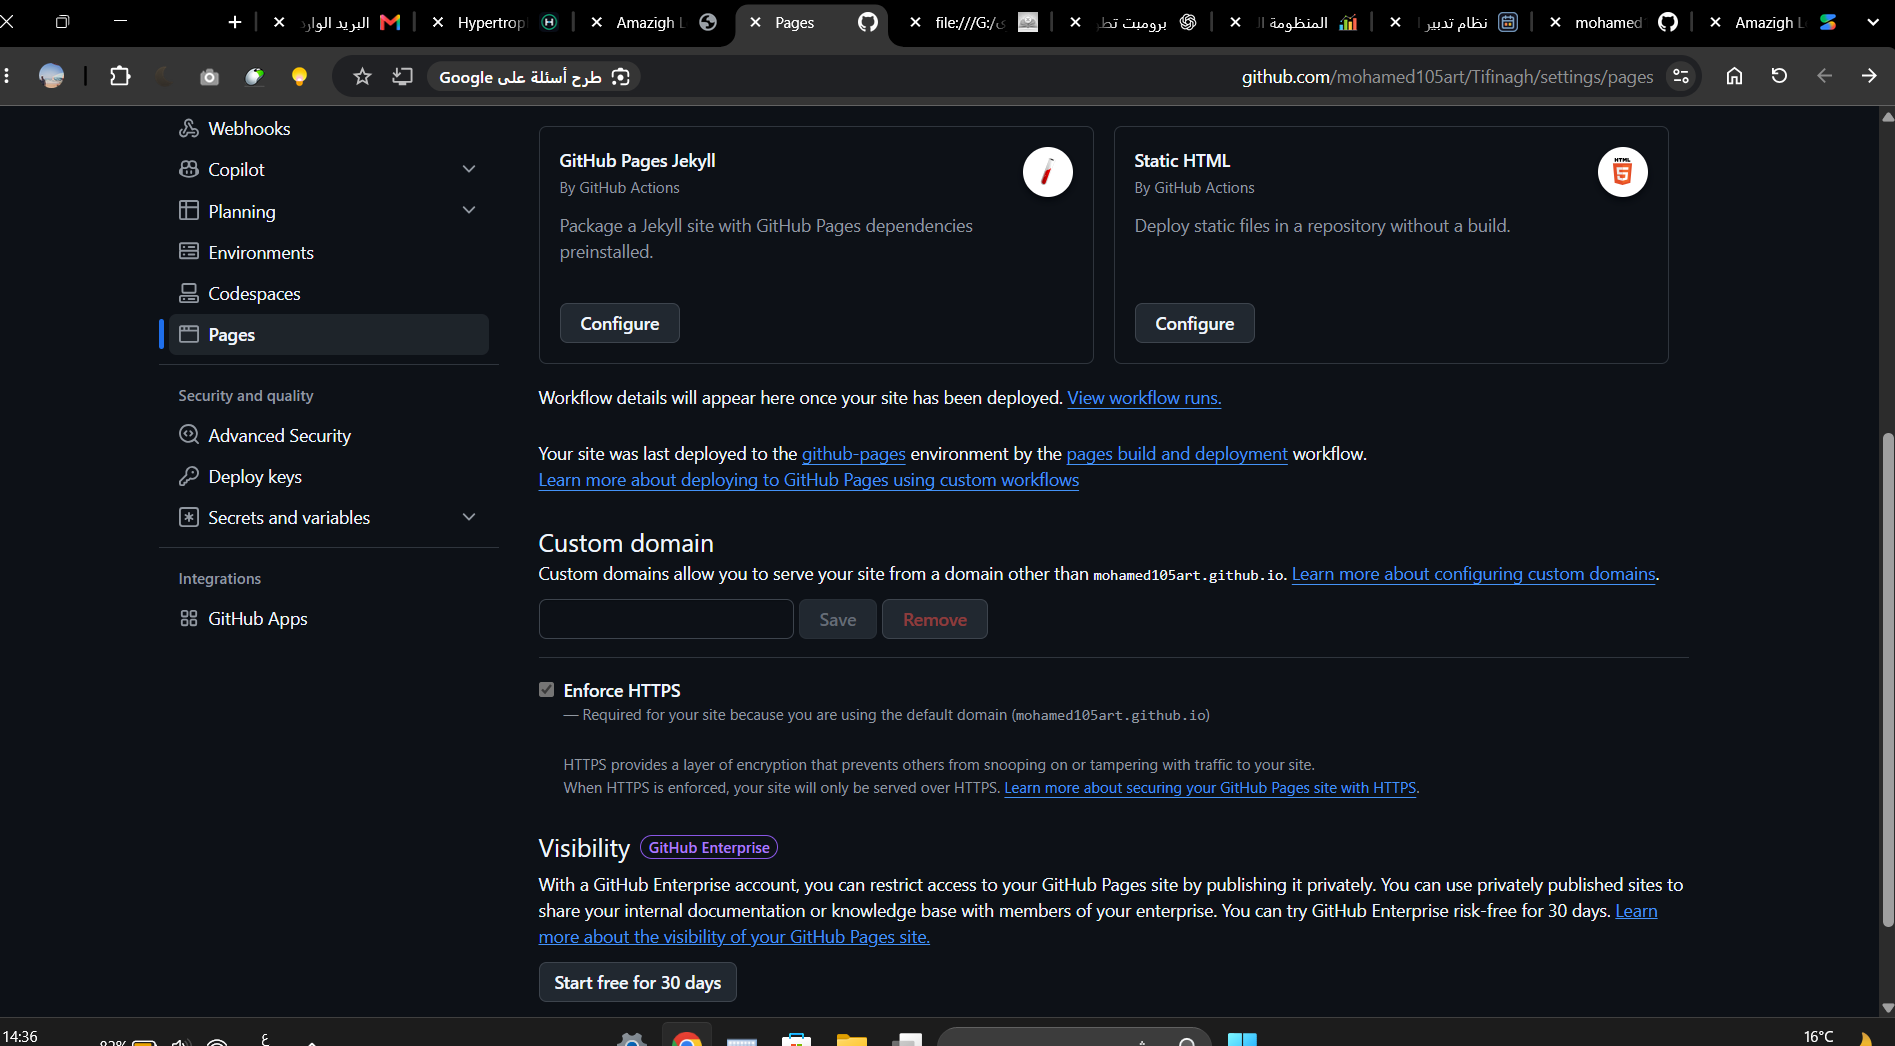 البريد الوارد
Hypertrop
Amazigh L
Pages
file:///G:/
برومبت تط
المنظومة ال
نظام تدبير ا
mohamed
Amazigh L
طرح أسئلة على Google
github.com/mohamed105art/Tifinagh/settings/pages
Webhooks
Copilot
Planning
Environments
Codespaces
Pages
Security and quality
Advanced Security
Deploy keys
Secrets and variables
Integrations
GitHub Apps
GitHub Pages Jekyll
By GitHub Actions
Package a Jekyll site with GitHub Pages dependencies
preinstalled.
Configure
Static HTML
By GitHub Actions
Deploy static files in a repository without a build.
Configure
Workflow details will appear here once your site has been deployed. View workflow runs.
Your site was last deployed to the github-pages environment by the pages build and deployment workflow.
Learn more about deploying to GitHub Pages using custom workflows
Custom domain
Custom domains allow you to serve your site from a domain other than mohamed105art.github.io. Learn more about configuring custom domains.
Save
Remove
Enforce HTTPS
— Required for your site because you are using the default domain (mohamed105art.github.io)
HTTPS provides a layer of encryption that prevents others from snooping on or tampering with traffic to your site.
When HTTPS is enforced, your site will only be served over HTTPS. Learn more about securing your GitHub Pages site with HTTPS.
Visibility GitHub Enterprise
With a GitHub Enterprise account, you can restrict access to your GitHub Pages site by publishing it privately. You can use privately published sites to
share your internal documentation or knowledge base with members of your enterprise. You can try GitHub Enterprise risk-free for 30 days. Learn
more about the visibility of your GitHub Pages site.
Start free for 30 days
14:36
ع
16°C